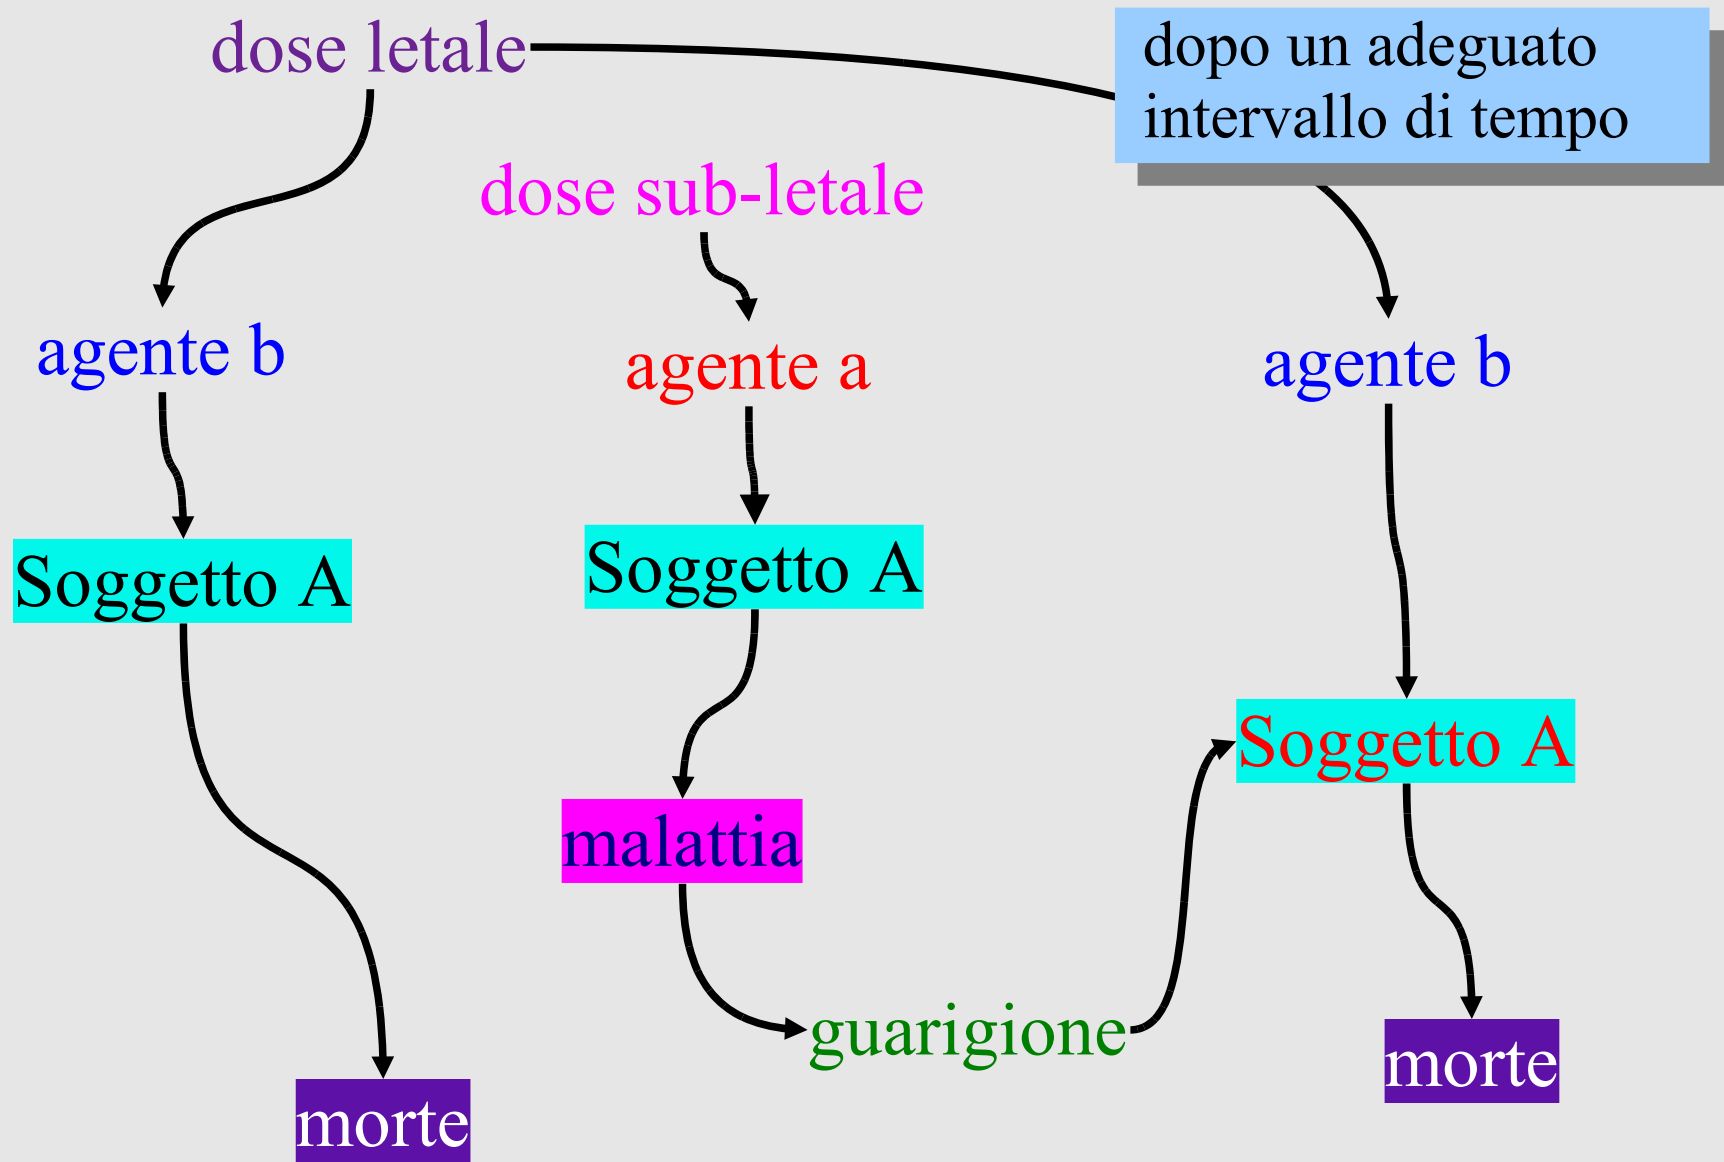 dose letale
dopo un adeguato
intervallo di tempo
dose sub-letale
agente b
agente a
agente b
Soggetto A
Soggetto A
Soggetto A
malattia
guarigione
morte
morte